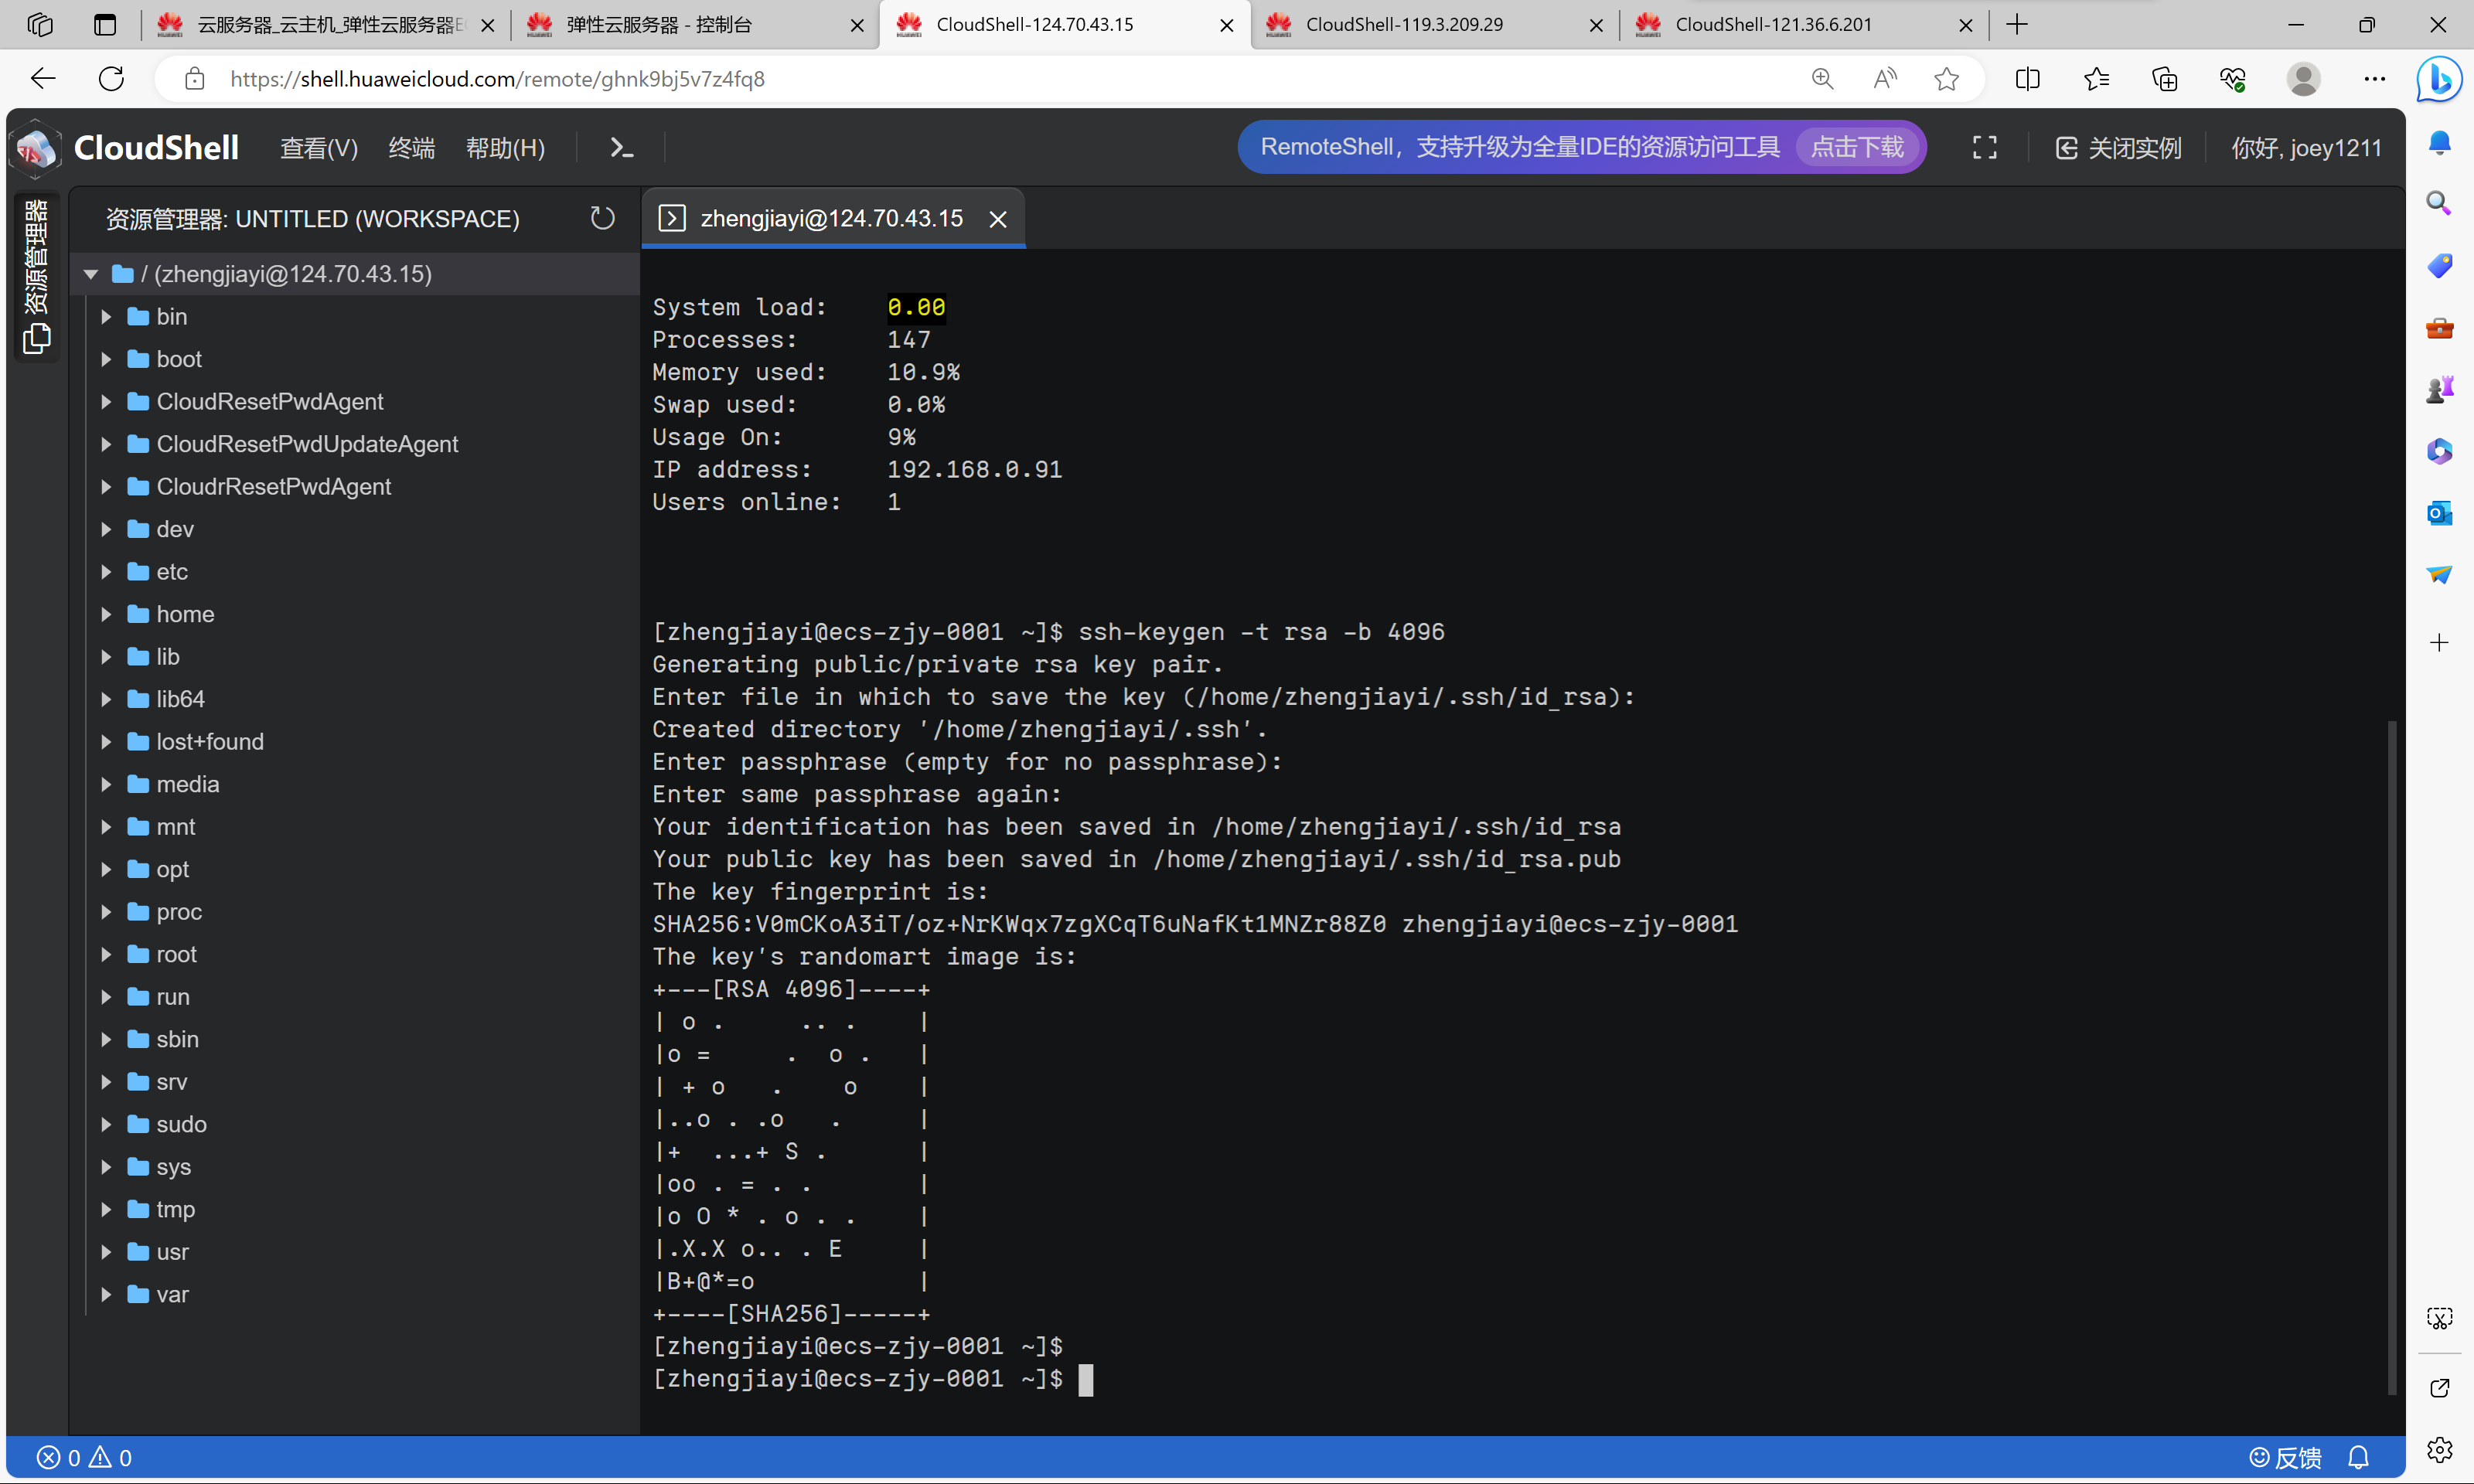 云服务器_云主机_弹性云服务器E
弹性云服务器 - 控制台
CloudShell-124.70.43.15
CloudShell-119.3.209.29
CloudShell-121.36.6.201
https://shell.huaweicloud.com/remote/ghnk9bj5v7z4fq8
CloudShell 查看(V) 终端 帮助(H)
RemoteShell，支持升级为全量IDE的资源访问工具 点击下载
关闭实例
你好, joey1211
资源管理器
资源管理器: UNTITLED (WORKSPACE)
/ (zhengjiayi@124.70.43.15)
bin
boot
CloudResetPwdAgent
CloudResetPwdUpdateAgent
CloudrResetPwdAgent
dev
etc
home
lib
lib64
lost+found
media
mnt
opt
proc
root
run
sbin
srv
sudo
sys
tmp
usr
var
zhengjiayi@124.70.43.15
System load: 0.00
Processes: 147
Memory used: 10.9%
Swap used: 0.0%
Usage On: 9%
IP address: 192.168.0.91
Users online: 1
[zhengjiayi@ecs-zjy-0001 ~]$ ssh-keygen -t rsa -b 4096
Generating public/private rsa key pair.
Enter file in which to save the key (/home/zhengjiayi/.ssh/id_rsa):
Created directory '/home/zhengjiayi/.ssh'.
Enter passphrase (empty for no passphrase):
Enter same passphrase again:
Your identification has been saved in /home/zhengjiayi/.ssh/id_rsa
Your public key has been saved in /home/zhengjiayi/.ssh/id_rsa.pub
The key fingerprint is:
SHA256:V0mCKoA3iT/oz+NrKWqx7zgXCqT6uNafKt1MNZr88Z0 zhengjiayi@ecs-zjy-0001
The key's randomart image is:
+---[RSA 4096]----+
| o .     .. .    |
|o =     .  o .   |
| + o   .    o    |
|..o . .o   .     |
|+  ...+ S .      |
|oo . = . .       |
|o O * . o . .    |
|.X.X o.. . E     |
|B+@*=o           |
+----[SHA256]-----+
[zhengjiayi@ecs-zjy-0001 ~]$
[zhengjiayi@ecs-zjy-0001 ~]$
0 0
反馈